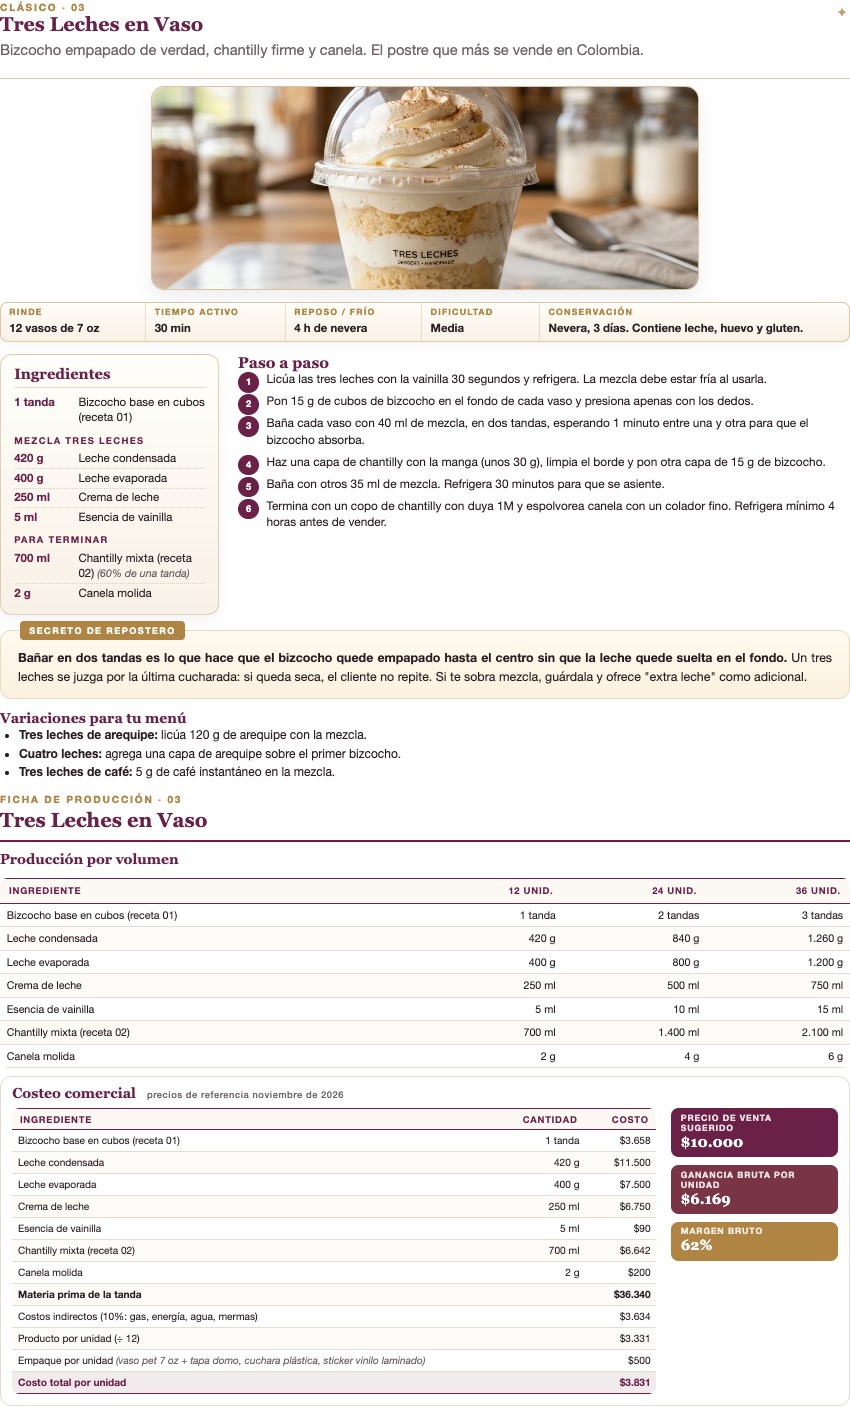 CLÁSICO · 03
Tres Leches en Vaso
Bizcocho empapado de verdad, chantilly firme y canela. El postre que más se vende en Colombia.
TRES LECHES
DESSERT • HANDMADE
RINDE
12 vasos de 7 oz
TIEMPO ACTIVO
30 min
REPOSO / FRÍO
4 h de nevera
DIFICULTAD
Media
CONSERVACIÓN
Nevera, 3 días. Contiene leche, huevo y gluten.
Ingredientes
1 tanda Bizcocho base en cubos
(receta 01)
MEZCLA TRES LECHES
420 g Leche condensada
400 g Leche evaporada
250 ml Crema de leche
5 ml Esencia de vainilla
PARA TERMINAR
700 ml Chantilly mixta (receta
02) (60% de una tanda)
2 g Canela molida
Paso a paso
1 Licúa las tres leches con la vainilla 30 segundos y refrigera. La mezcla debe estar fría al usarla.
2 Pon 15 g de cubos de bizcocho en el fondo de cada vaso y presiona apenas con los dedos.
3 Baña cada vaso con 40 ml de mezcla, en dos tandas, esperando 1 minuto entre una y otra para que el
bizcocho absorba.
4 Haz una capa de chantilly con la manga (unos 30 g), limpia el borde y pon otra capa de 15 g de bizcocho.
5 Baña con otros 35 ml de mezcla. Refrigera 30 minutos para que se asiente.
6 Termina con un copo de chantilly con duya 1M y espolvorea canela con un colador fino. Refrigera mínimo 4
horas antes de vender.
SECRETO DE REPOSTERO
Bañar en dos tandas es lo que hace que el bizcocho quede empapado hasta el centro sin que la leche quede suelta en el fondo. Un tres
leches se juzga por la última cucharada: si queda seca, el cliente no repite. Si te sobra mezcla, guárdala y ofrece "extra leche" como adicional.
Variaciones para tu menú
• Tres leches de arequipe: licúa 120 g de arequipe con la mezcla.
• Cuatro leches: agrega una capa de arequipe sobre el primer bizcocho.
• Tres leches de café: 5 g de café instantáneo en la mezcla.
FICHA DE PRODUCCIÓN · 03
Tres Leches en Vaso
Producción por volumen
INGREDIENTE 12 UNID. 24 UNID. 36 UNID.
Bizcocho base en cubos (receta 01) 1 tanda 2 tandas 3 tandas
Leche condensada 420 g 840 g 1.260 g
Leche evaporada 400 g 800 g 1.200 g
Crema de leche 250 ml 500 ml 750 ml
Esencia de vainilla 5 ml 10 ml 15 ml
Chantilly mixta (receta 02) 700 ml 1.400 ml 2.100 ml
Canela molida 2 g 4 g 6 g
Costeo comercial precios de referencia noviembre de 2026
INGREDIENTE CANTIDAD COSTO
Bizcocho base en cubos (receta 01) 1 tanda $3.658
Leche condensada 420 g $11.500
Leche evaporada 400 g $7.500
Crema de leche 250 ml $6.750
Esencia de vainilla 5 ml $90
Chantilly mixta (receta 02) 700 ml $6.642
Canela molida 2 g $200
Materia prima de la tanda $36.340
Costos indirectos (10%: gas, energía, agua, mermas) $3.634
Producto por unidad (÷ 12) $3.331
Empaque por unidad (vaso pet 7 oz + tapa domo, cuchara plástica, sticker vinilo laminado) $500
Costo total por unidad $3.831
PRECIO DE VENTA
SUGERIDO
$10.000
GANANCIA BRUTA POR
UNIDAD
$6.169
MARGEN BRUTO
62%